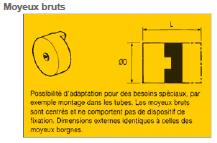 Moyeux bruts
L
ØD
Possibilité d'adaptation pour des besoins spéciaux, par
exemple montage dans les tubes. Les moyeux bruts
sont centrés et ne comportent pas de dispositif de
fixation. Dimensions externes identiques à celles des
moyeux borgnes.